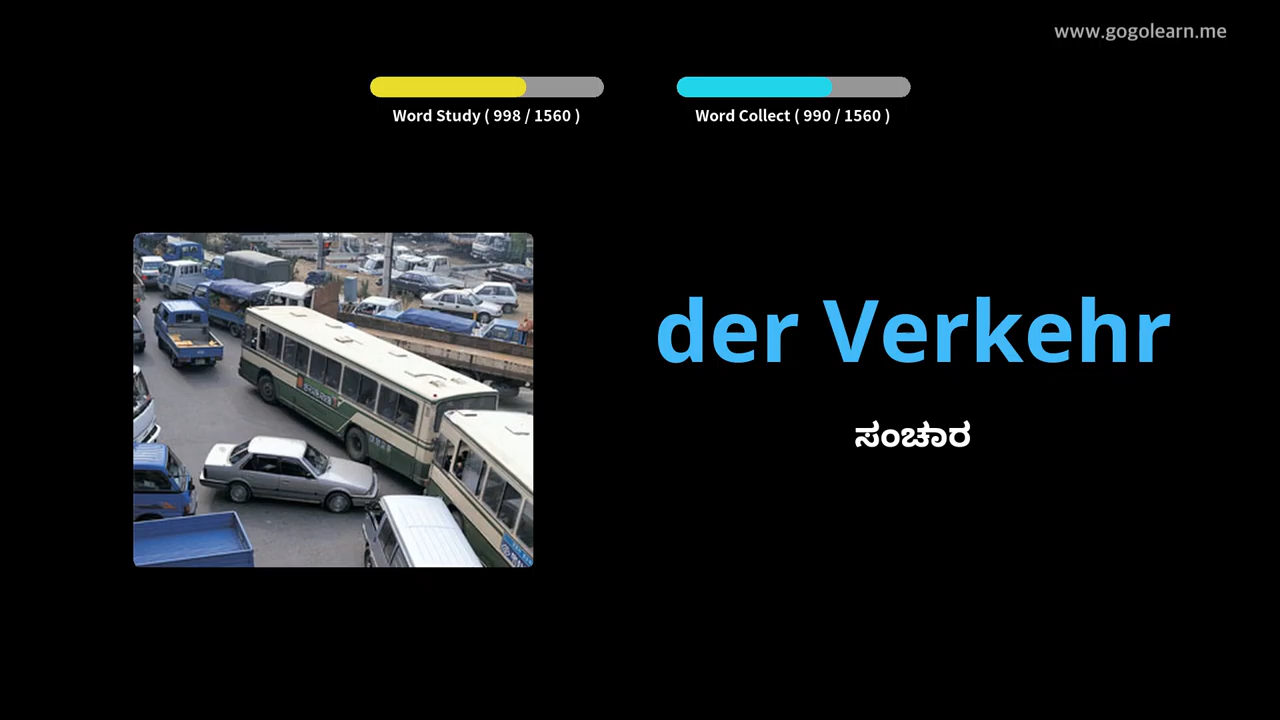 www.gogolearn.me
Word Study ( 998 / 1560 )
Word Collect ( 990 / 1560 )
der Verkehr
ಸಂಚಾರ